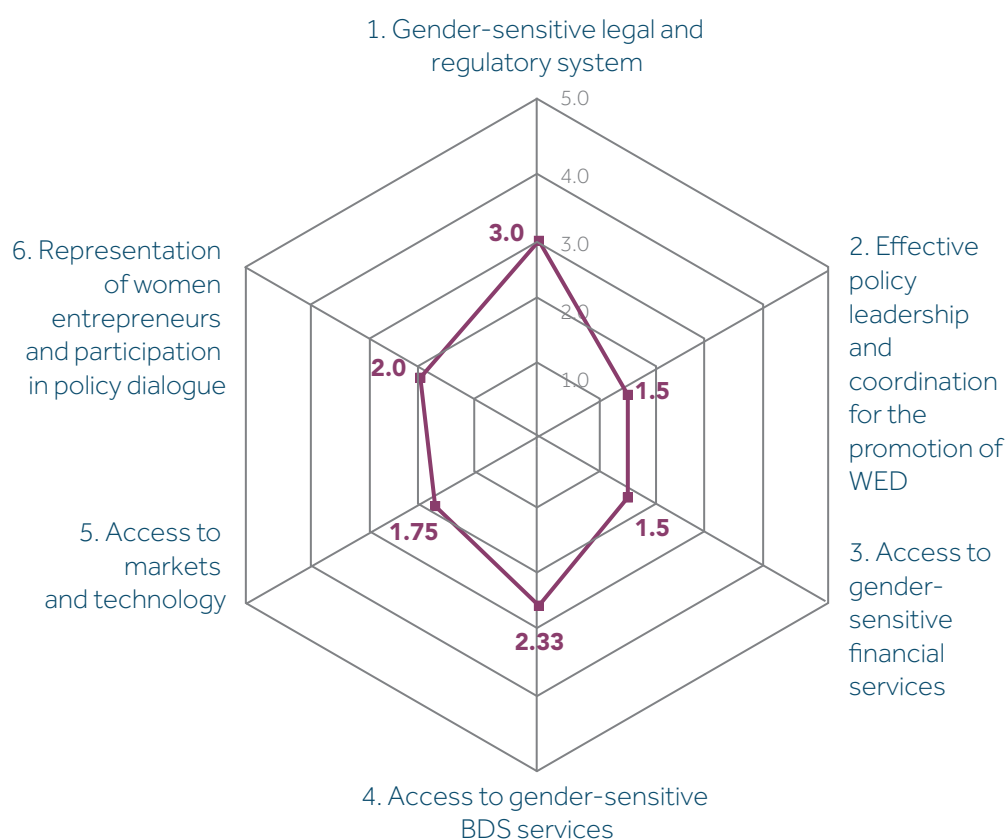 1. Gender-sensitive legal and
regulatory system
5.0
4.0
3.0
3.0
2.0
1.0
2. Effective
policy
leadership
and
coordination
for the
promotion of
WED
1.5
3. Access to
gender-
sensitive
financial
services
1.5
2.33
4. Access to gender-sensitive
BDS services
5. Access to
markets
and technology
1.75
6. Representation
of women
entrepreneurs
and participation
in policy dialogue
2.0